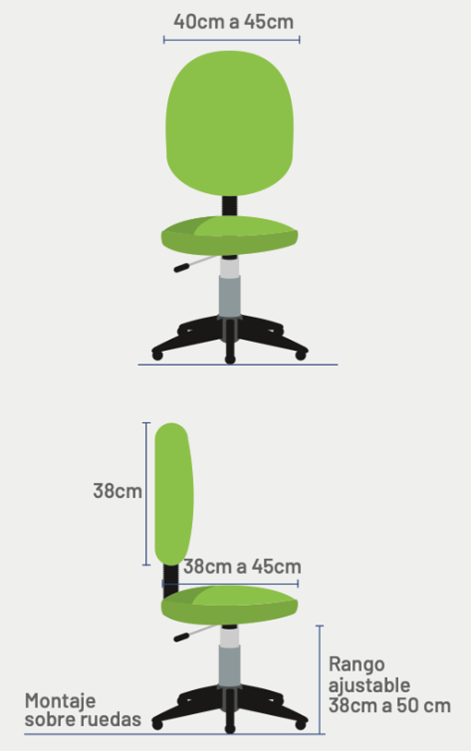 40cm a 45cm
38cm
38cm a 45cm
Rango
ajustable
38cm a 50 cm
Montaje
sobre ruedas